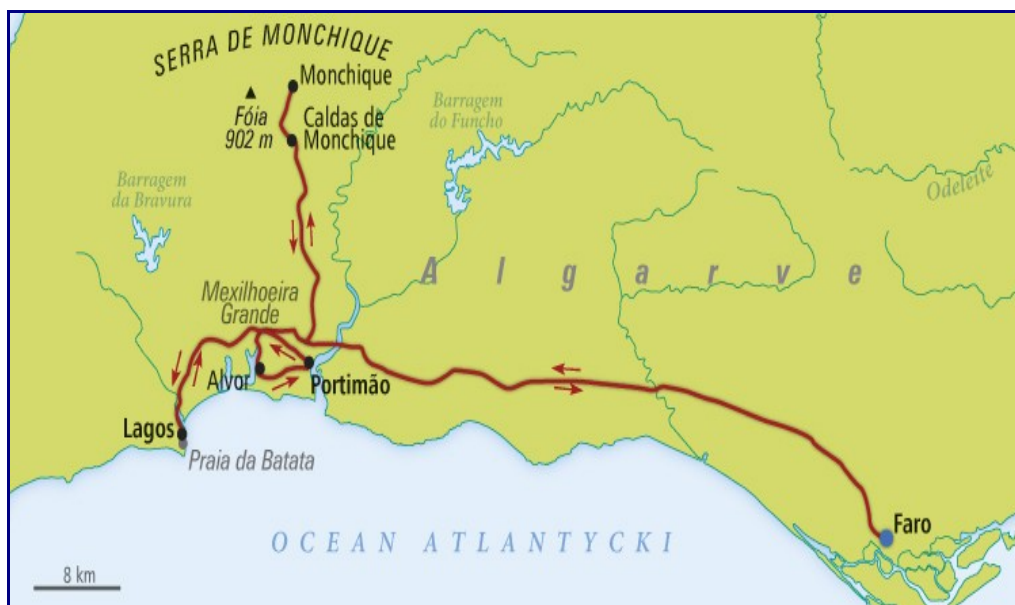 SERRA DE MONCHIQUE
Monchique
Fóia
902 m
Caldas de
Monchique
Barragem
do Funcho
Barragem
da Bravura
Odeleite
Algarve
Mexilhoeira
Grande
Alvor
Portimão
Lagos
Praia da Batata
Faro
OCEAN ATLANTYCKI
8 km